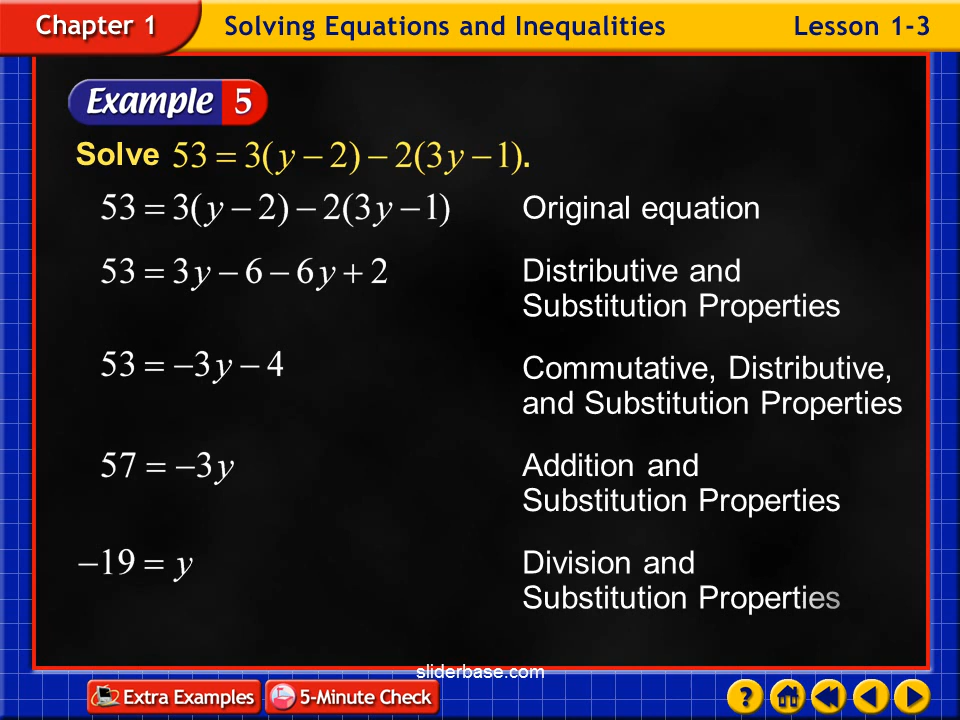 Chapter 1 Solving Equations and Inequalities Lesson 1-3
Example 5
Solve 53 = 3(y − 2) − 2(3y − 1).
53 = 3(y − 2) − 2(3y − 1) Original equation
53 = 3y − 6 − 6y + 2 Distributive and
Substitution Properties
53 = −3y − 4 Commutative, Distributive,
and Substitution Properties
57 = −3y Addition and
Substitution Properties
−19 = y Division and
Substitution Properties
sliderbase.com
Extra Examples 5-Minute Check ?